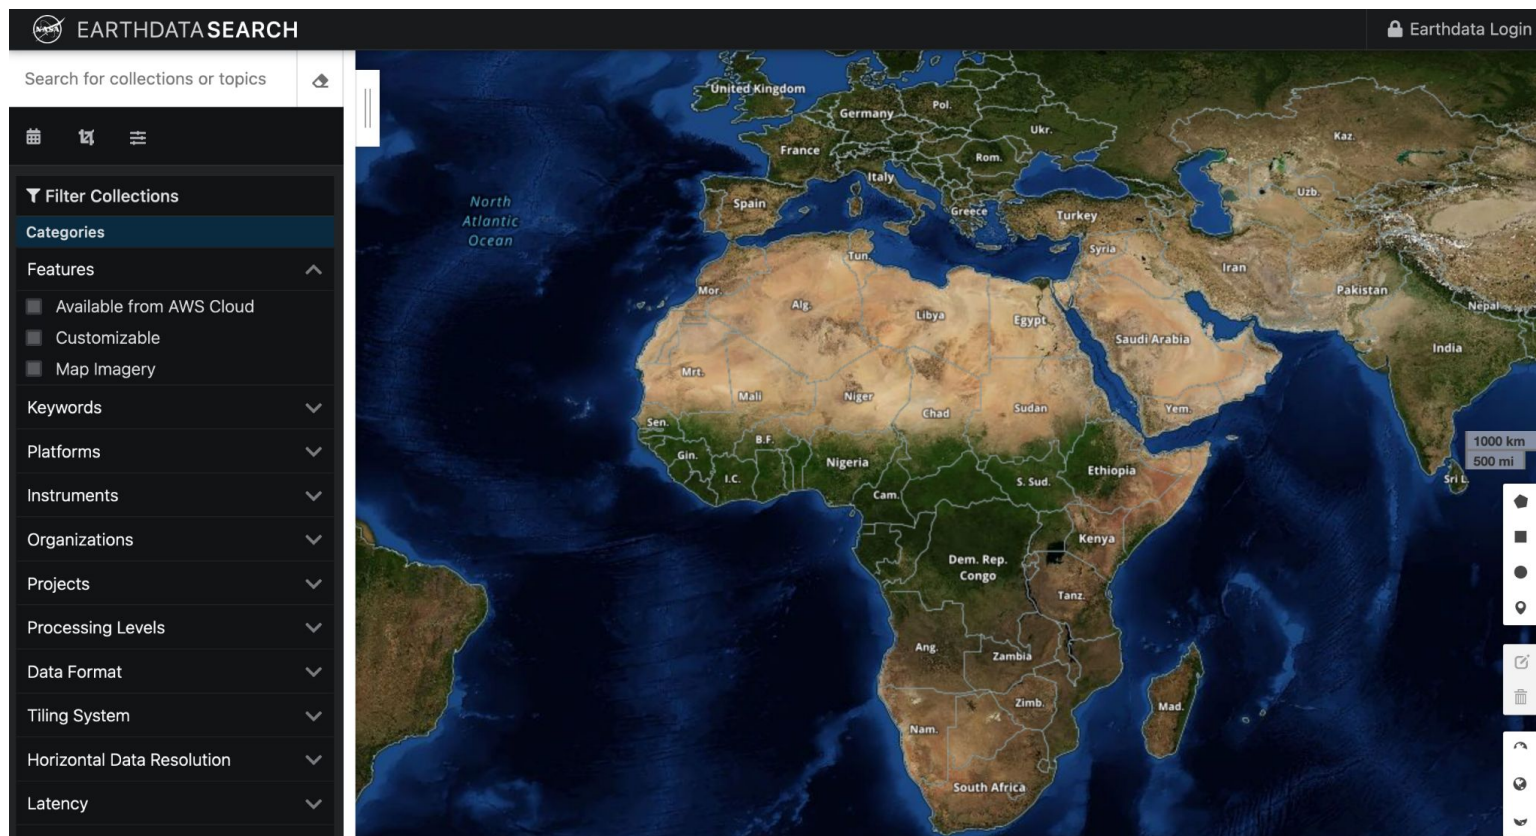 NASA
EARTHDATA SEARCH
Earthdata Login
Search for collections or topics
Filter Collections
Categories
Features
Available from AWS Cloud
Customizable
Map Imagery
Keywords
Platforms
Instruments
Organizations
Projects
Processing Levels
Data Format
Tiling System
Horizontal Data Resolution
Latency
North
Atlantic
Ocean
United Kingdom
Germany
Pol.
Ukr.
Kaz.
France
Rom.
Italy
Uzb.
Spain
Greece
Turkey
Tun.
Syria
Iran
Mor.
Alg.
Libya
Egypt
Pakistan
Nepal
Saudi Arabia
India
Mrt.
Mali
Niger
Chad
Sudan
Yem.
Sen.
B.F.
Gin.
I.C.
Nigeria
Cam.
S. Sud.
Ethiopia
1000 km
500 mi
Sri L.
Kenya
Dem. Rep.
Congo
Tanz.
Ang.
Zambia
Zimb.
Mad.
Nam.
South Africa